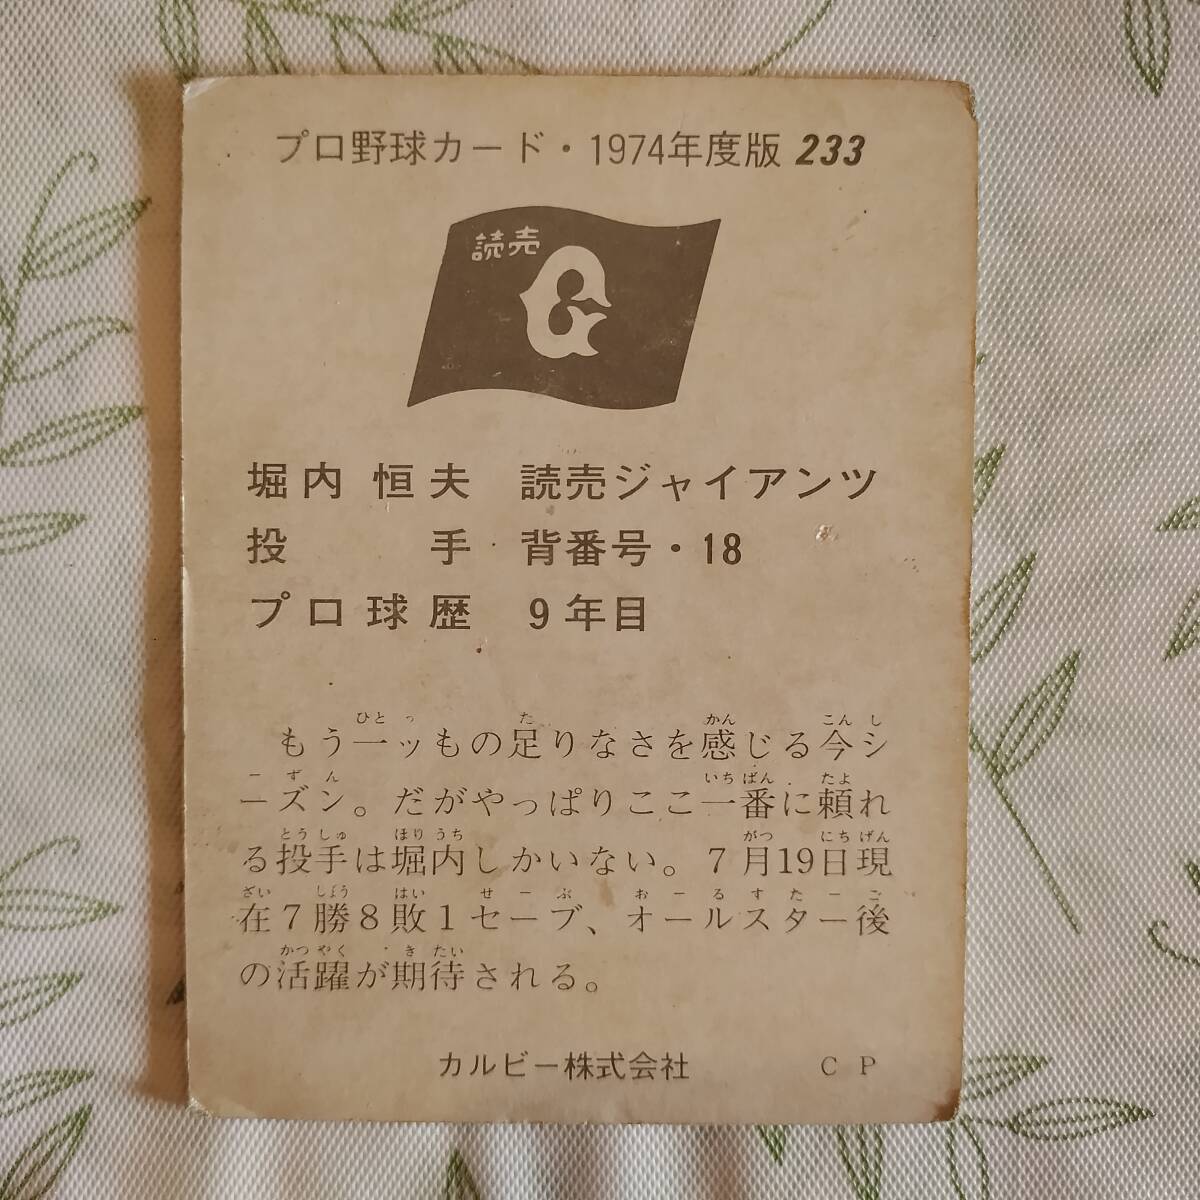 プロ野球カード・1974年度版 233
読売
G
堀内 恒夫 読売ジャイアンツ
投手 背番号・18
プロ球歴 9年目
もう一ッもの足りなさを感じる今シ
ーズン。だがやっぱりここ一番に頼れ
る投手は堀内しかいない。7月19日現
在7勝8敗1セーブ、オールスター後
の活躍が期待される。
カルビー株式会社 CP